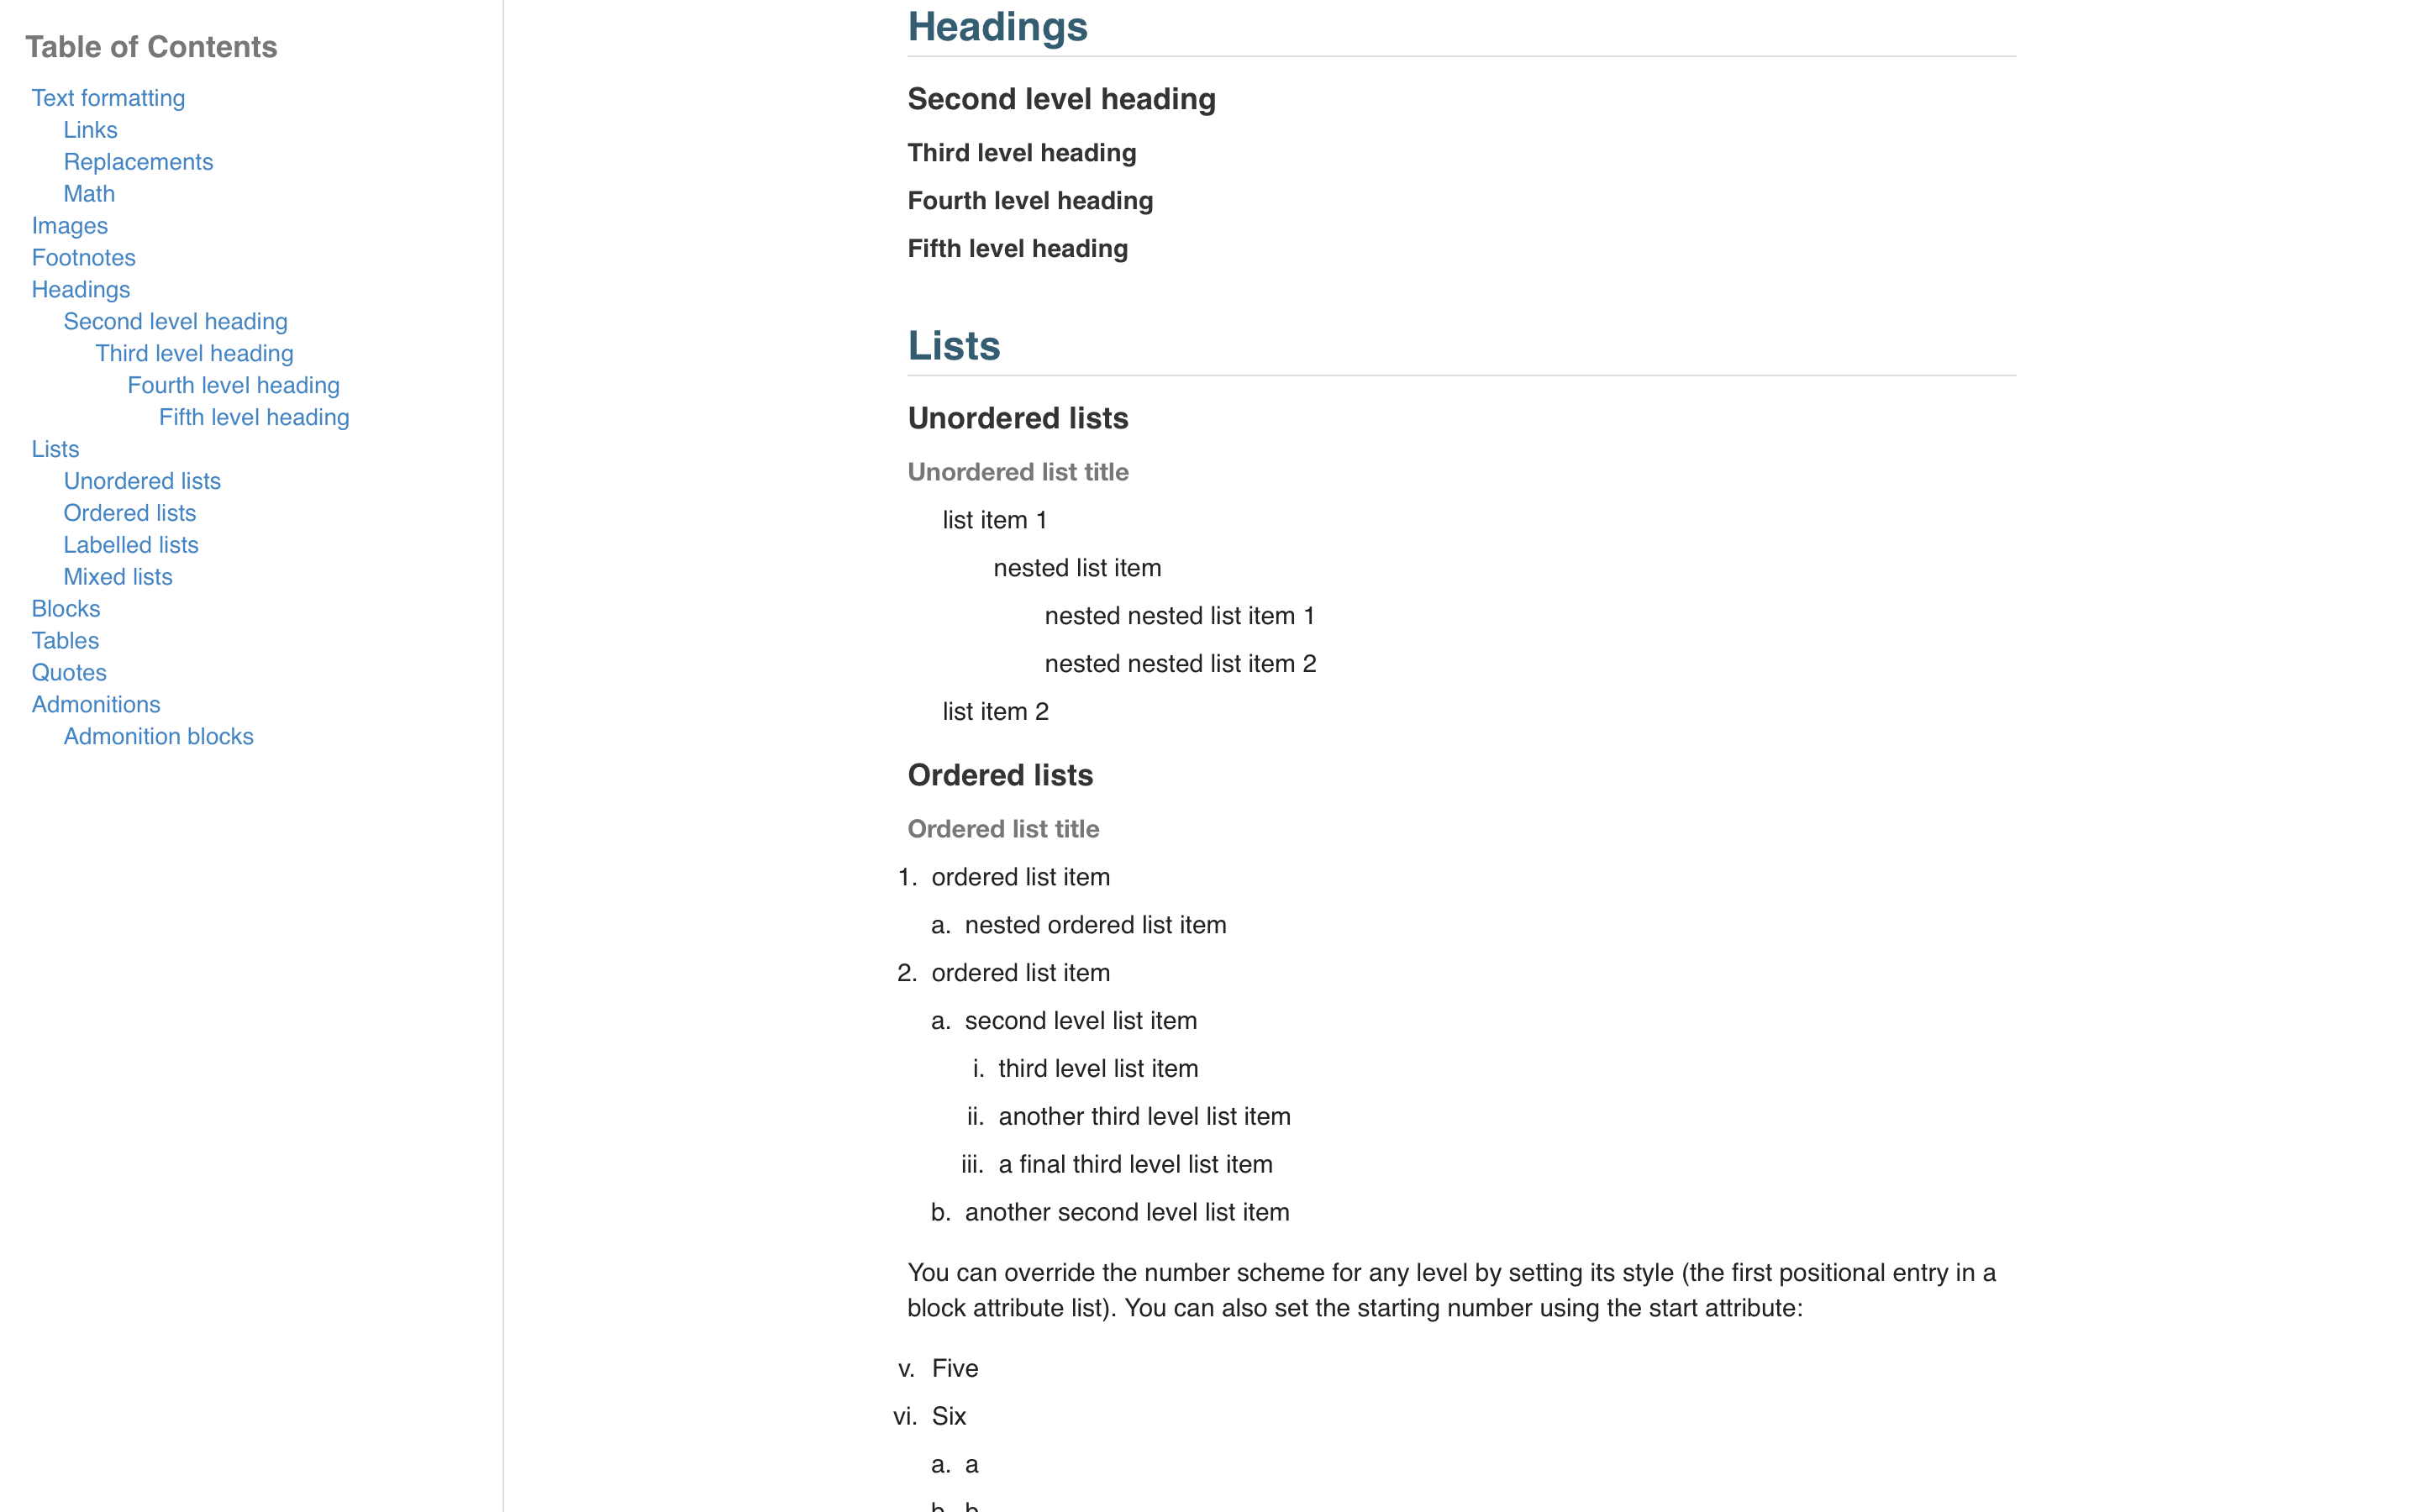 Table of Contents
Text formatting
Links
Replacements
Math
Images
Footnotes
Headings
Second level heading
Third level heading
Fourth level heading
Fifth level heading
Lists
Unordered lists
Ordered lists
Labelled lists
Mixed lists
Blocks
Tables
Quotes
Admonitions
Admonition blocks
Headings
Second level heading
Third level heading
Fourth level heading
Fifth level heading
Lists
Unordered lists
Unordered list title
list item 1
nested list item
nested nested list item 1
nested nested list item 2
list item 2
Ordered lists
Ordered list title
1. ordered list item
a. nested ordered list item
2. ordered list item
a. second level list item
i. third level list item
ii. another third level list item
iii. a final third level list item
b. another second level list item
You can override the number scheme for any level by setting its style (the first positional entry in a
block attribute list). You can also set the starting number using the start attribute:
v. Five
vi. Six
a. a
b. b